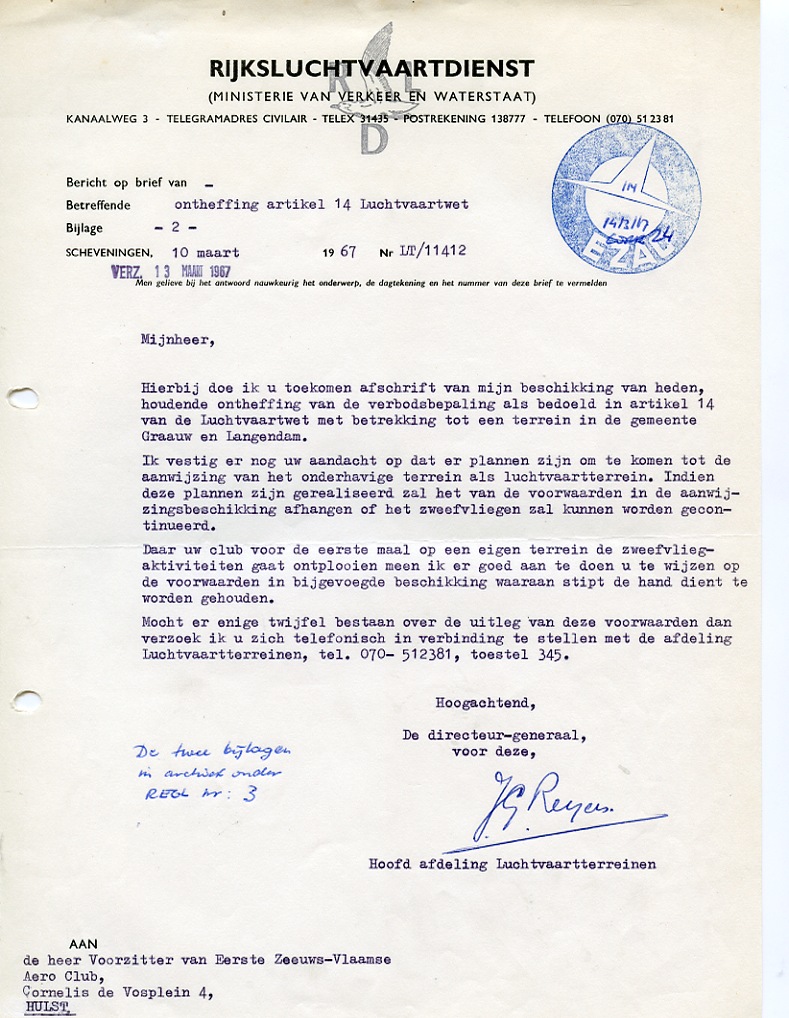 RIJKSLUCHTVAARTDIENST
(MINISTERIE VAN VERKEER EN WATERSTAAT)
KANAALWEG 3 - TELEGRAMADRES CIVILAIR - TELEX 31435 - POSTREKENING 138777 - TELEFOON (070) 51 23 81
R L
D
Bericht op brief van -
Betreffende ontheffing artikel 14 Luchtvaartwet
Bijlage - 2 -
SCHEVENINGEN, 10 maart 1967 Nr LT/11412
VERZ. 13 MAART 1967
Men gelieve bij het antwoord nauwkeurig het onderwerp, de dagtekening en het nummer van deze brief te vermelden
24
EZAC
Mijnheer,
Hierbij doe ik u toekomen afschrift van mijn beschikking van heden,
houdende ontheffing van de verbodsbepaling als bedoeld in artikel 14
van de Luchtvaartwet met betrekking tot een terrein in de gemeente
Graauw en Langendam.
Ik vestig er nog uw aandacht op dat er plannen zijn om te komen tot de
aanwijzing van het onderhavige terrein als luchtvaartterrein. Indien
deze plannen zijn gerealiseerd zal het van de voorwaarden in de aanwij-
zingsbeschikking afhangen of het zweefvliegen zal kunnen worden gecon-
tinueerd.
Daar uw club voor de eerste maal op een eigen terrein de zweefvlieg-
aktiviteiten gaat ontplooien meen ik er goed aan te doen u te wijzen op
de voorwaarden in bijgevoegde beschikking waaraan stipt de hand dient te
worden gehouden.
Mocht er enige twijfel bestaan over de uitleg van deze voorwaarden dan
verzoek ik u zich telefonisch in verbinding te stellen met de afdeling
Luchtvaartterreinen, tel. 070- 512381, toestel 345.
Hoogachtend,
De directeur-generaal,
voor deze,
De twee bijlagen
in archief onder
REGL nr: 3
Hoofd afdeling Luchtvaartterreinen
AAN
de heer Voorzitter van Eerste Zeeuws-Vlaamse
Aero Club,
Cornelis de Vosplein 4,
HULST